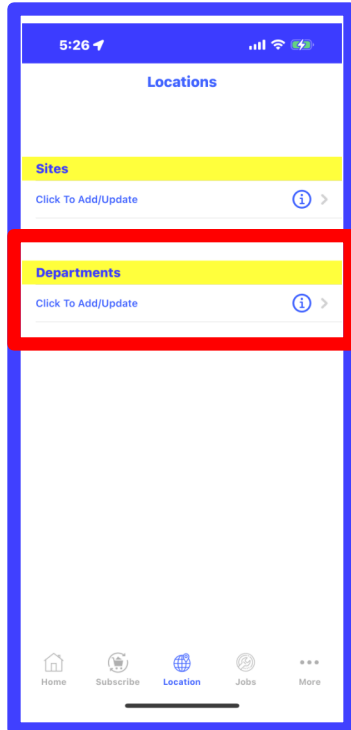 5:26
Locations
Sites
Click To Add/Update
Departments
Click To Add/Update
Home Subscribe Location Jobs More